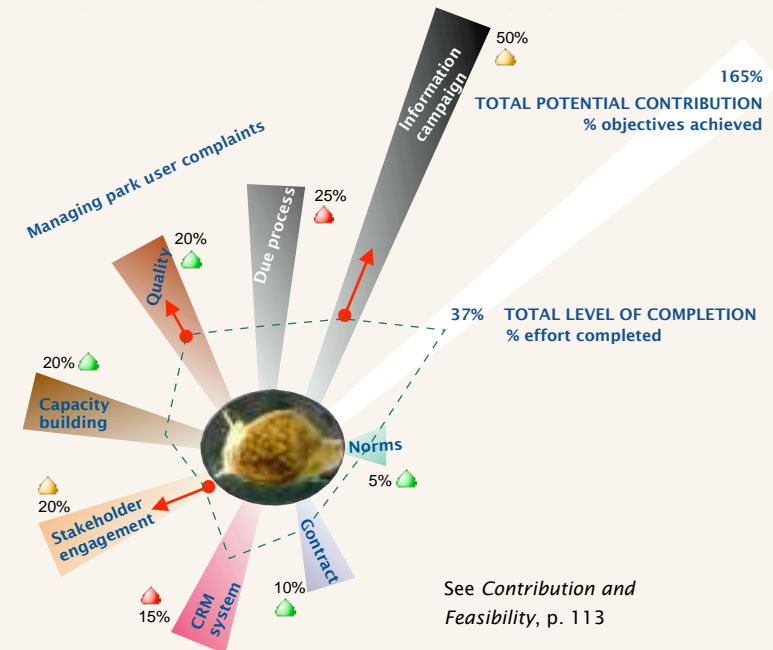 50%
Information
campaign
165%
TOTAL POTENTIAL CONTRIBUTION
% objectives achieved
Managing park user complaints
Due process
25%
20%
Quality
37% TOTAL LEVEL OF COMPLETION
% effort completed
20%
Capacity
building
Norms
5%
20%
Stakeholder
engagement
Contract
10%
CRM
system
15%
See Contribution and
Feasibility, p. 113